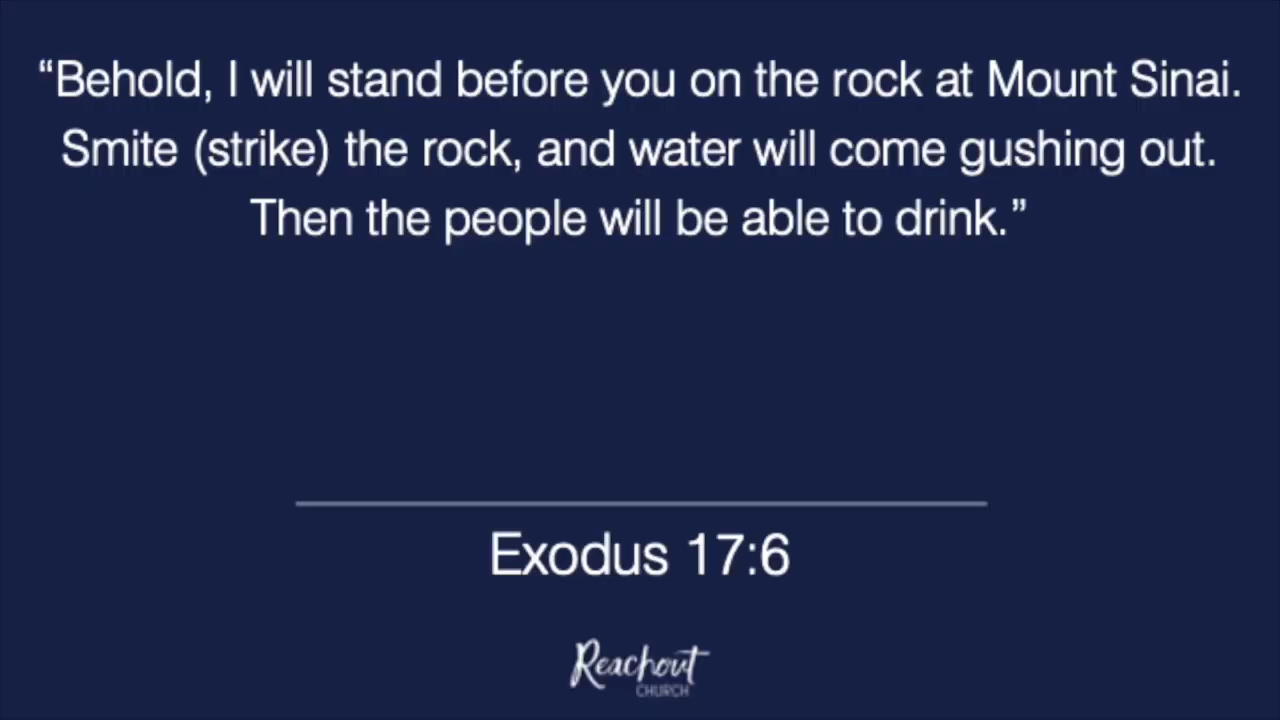 “Behold, I will stand before you on the rock at Mount Sinai.
Smite (strike) the rock, and water will come gushing out.
Then the people will be able to drink.”
Exodus 17:6
Reachout
CHURCH